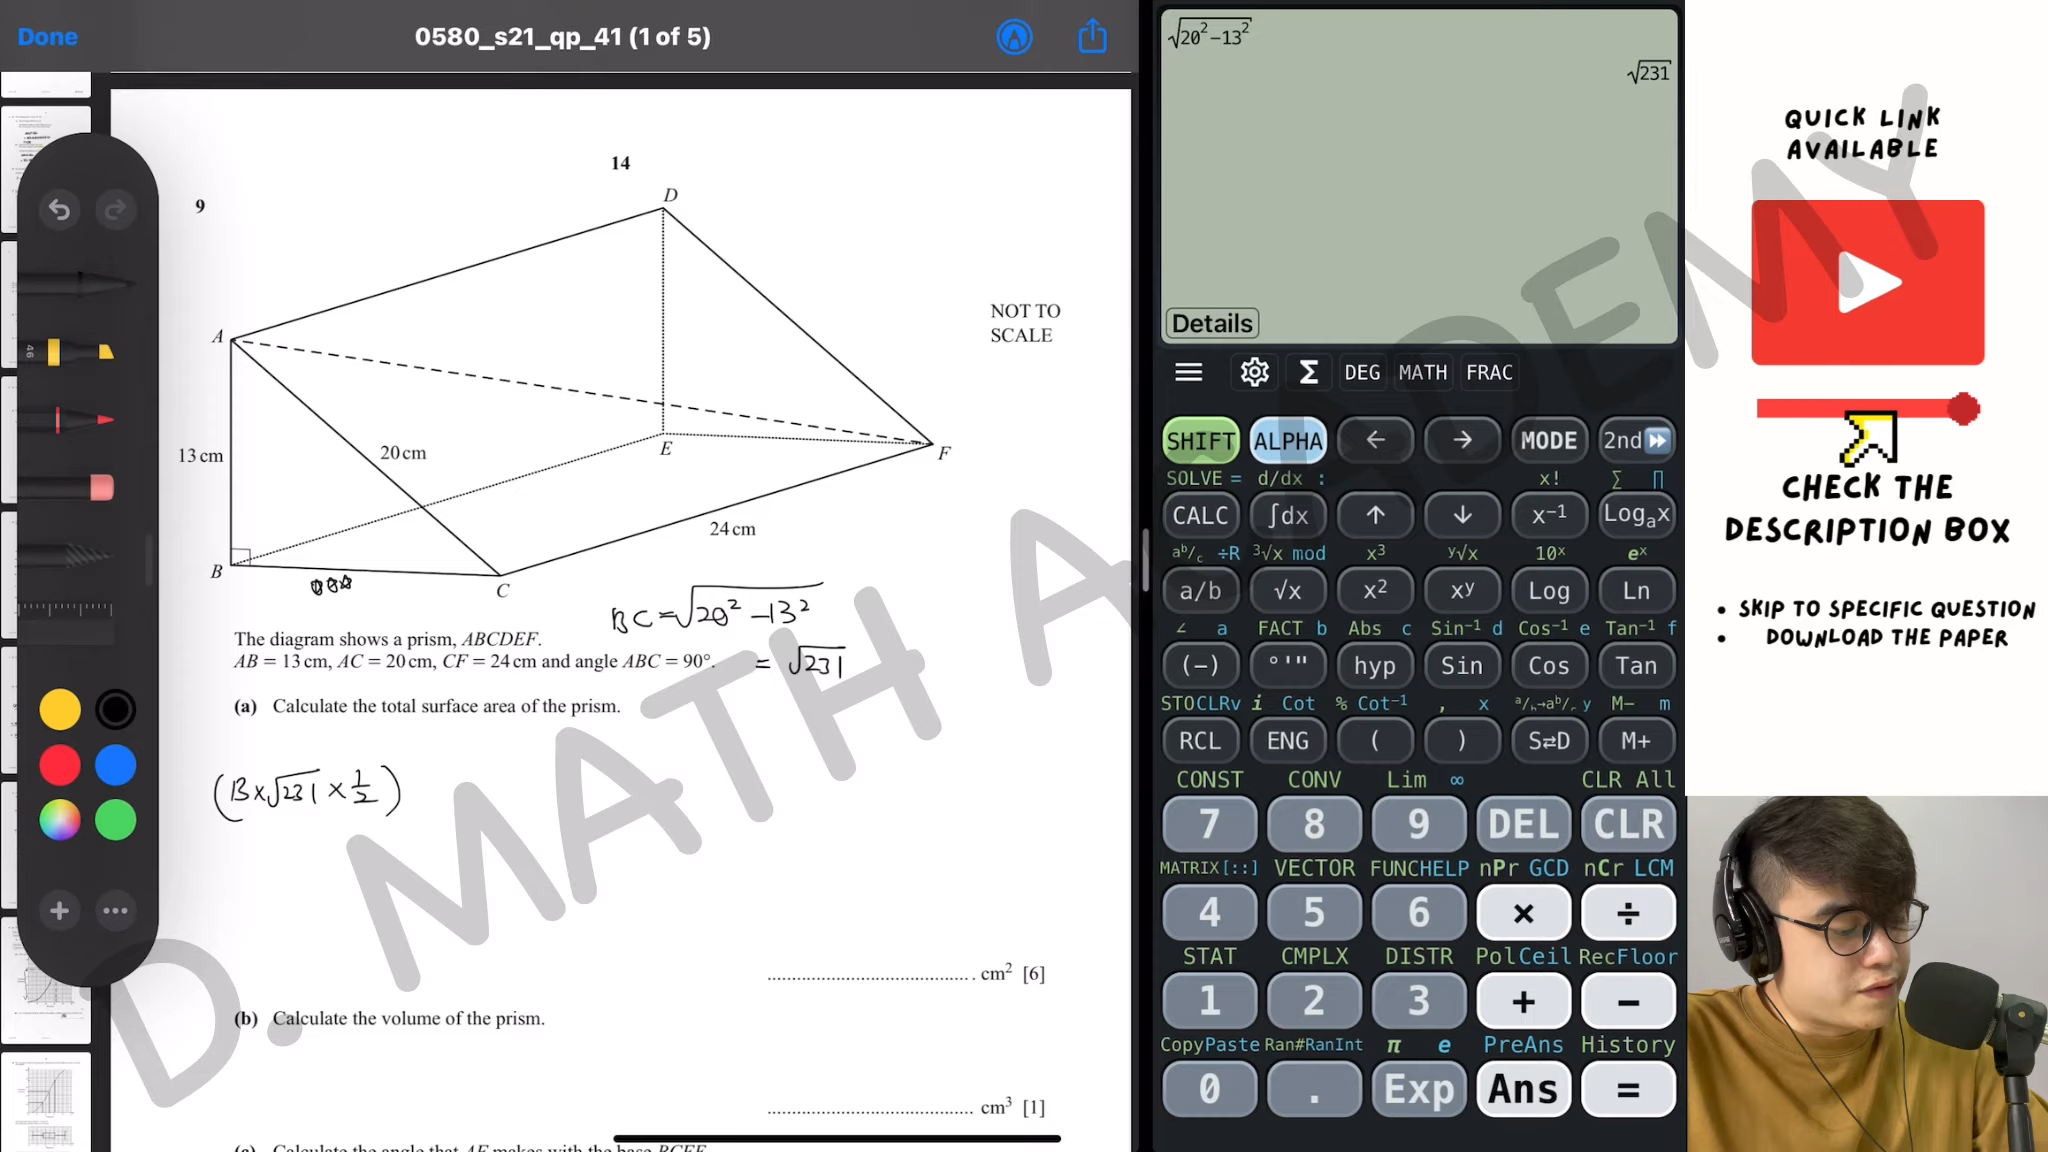 Done
0580_s21_qp_41 (1 of 5)
14
9
D
A
NOT TO
SCALE
13 cm
20 cm
E
F
24 cm
B
C
BC = √20² − 13²
= √231
The diagram shows a prism, ABCDEF.
AB = 13 cm, AC = 20 cm, CF = 24 cm and angle ABC = 90°.
(a) Calculate the total surface area of the prism.
(13 × √231 × 1/2)
.................................... cm² [6]
(b) Calculate the volume of the prism.
.................................... cm³ [1]
D. MATH ACADEMY
√20²−13²
√231
Details
DEG MATH FRAC
SHIFT ALPHA ← → MODE 2nd
SOLVE = d/dx : x! ∑ ∏
CALC ∫dx ↑ ↓ x⁻¹ Logₐx
aᵇ/c ÷R ³√x mod x³ ʸ√x 10ˣ eˣ
a/b √x x² xʸ Log Ln
∠ a FACT b Abs c Sin⁻¹ d Cos⁻¹ e Tan⁻¹ f
(−) °'" hyp Sin Cos Tan
STO CLRv i Cot % Cot⁻¹ , x y M− m
RCL ENG ( ) S⇄D M+
CONST CONV Lim ∞ CLR All
7 8 9 DEL CLR
MATRIX[::] VECTOR FUNC HELP nPr GCD nCr LCM
4 5 6 × ÷
STAT CMPLX DISTR Pol Ceil Rec Floor
1 2 3 + −
Copy Paste Ran# RanInt π e PreAns History
0 . Exp Ans =
QUICK LINK
AVAILABLE
CHECK THE
DESCRIPTION BOX
• SKIP TO SPECIFIC QUESTION
• DOWNLOAD THE PAPER